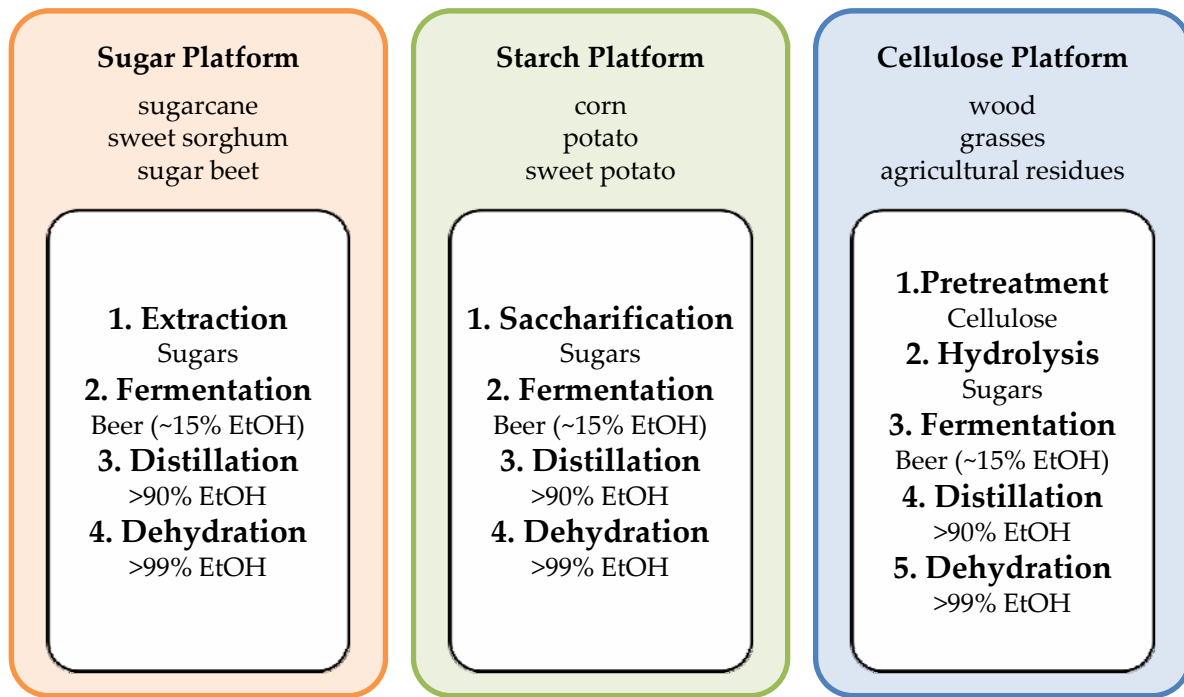 Sugar Platform
sugarcane
sweet sorghum
sugar beet
1. Extraction
Sugars
2. Fermentation
Beer (~15% EtOH)
3. Distillation
>90% EtOH
4. Dehydration
>99% EtOH
Starch Platform
corn
potato
sweet potato
1. Saccharification
Sugars
2. Fermentation
Beer (~15% EtOH)
3. Distillation
>90% EtOH
4. Dehydration
>99% EtOH
Cellulose Platform
wood
grasses
agricultural residues
1.Pretreatment
Cellulose
2. Hydrolysis
Sugars
3. Fermentation
Beer (~15% EtOH)
4. Distillation
>90% EtOH
5. Dehydration
>99% EtOH